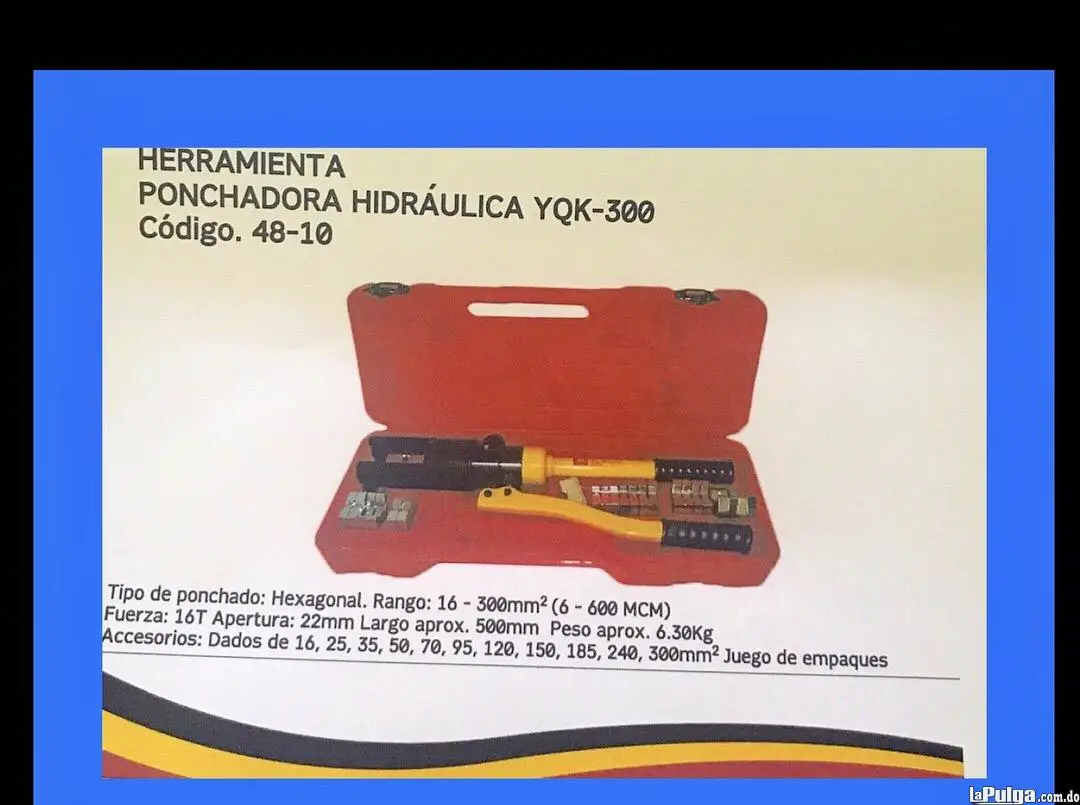 HERRAMIENTA
PONCHADORA HIDRÁULICA YQK-300
Código. 48-10
Tipo de ponchado: Hexagonal. Rango: 16 - 300mm² (6 - 600 MCM)
Fuerza: 16T Apertura: 22mm Largo aprox. 500mm Peso aprox. 6.30Kg
Accesorios: Dados de 16, 25, 35, 50, 70, 95, 120, 150, 185, 240, 300mm² Juego de empaques
LaPulga.com.do